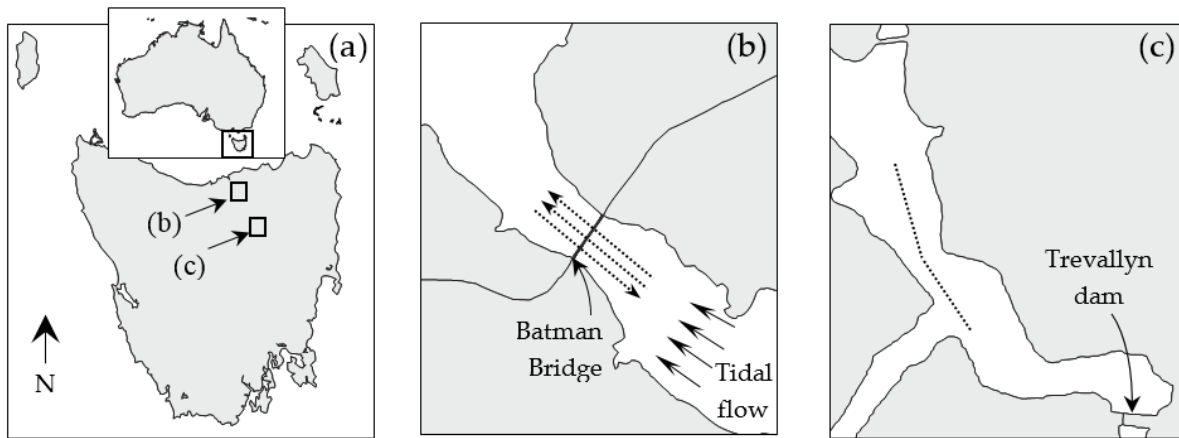 (a)
(b)
(c)
N
(b)
Batman
Bridge
Tidal
flow
(c)
Trevallyn
dam